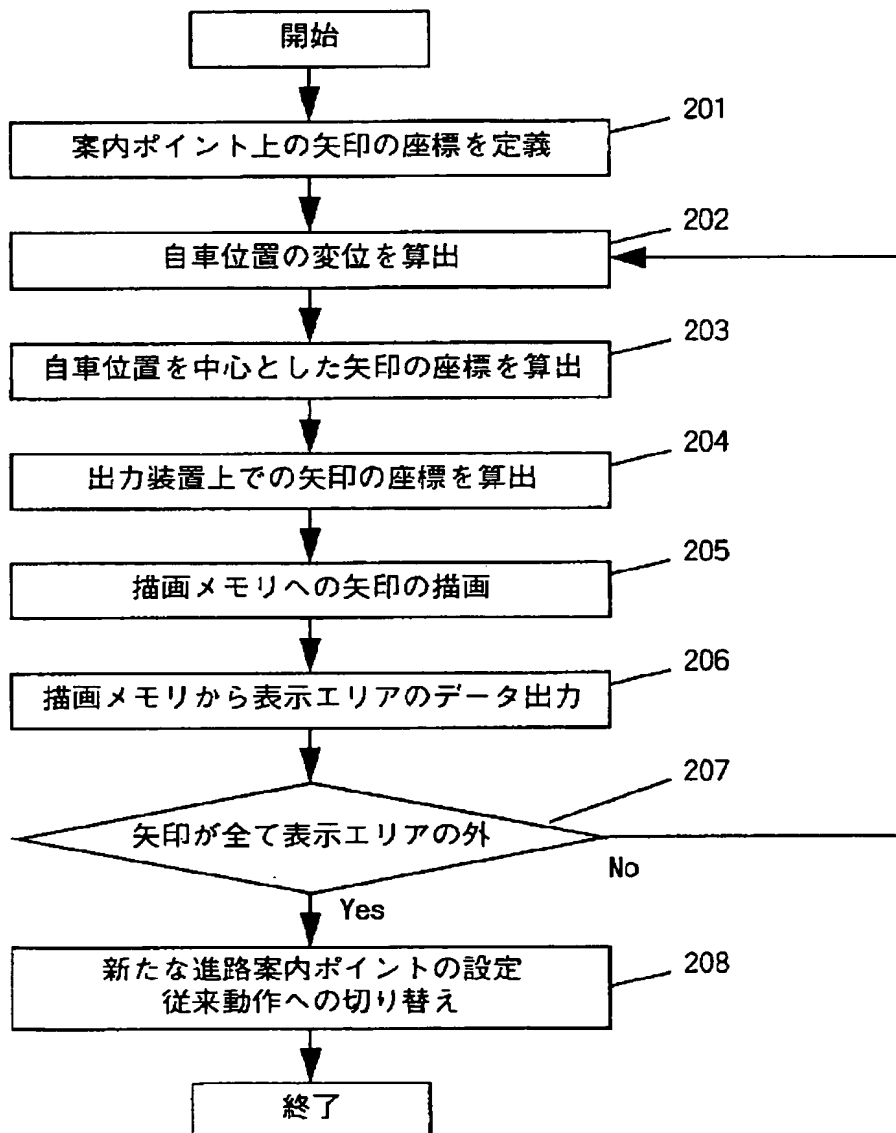 開始
201
案内ポイント上の矢印の座標を定義
202
自車位置の変位を算出
203
自車位置を中心とした矢印の座標を算出
204
出力装置上での矢印の座標を算出
205
描画メモリへの矢印の描画
206
描画メモリから表示エリアのデータ出力
207
矢印が全て表示エリアの外
No
Yes
208
新たな進路案内ポイントの設定
従来動作への切り替え
終了